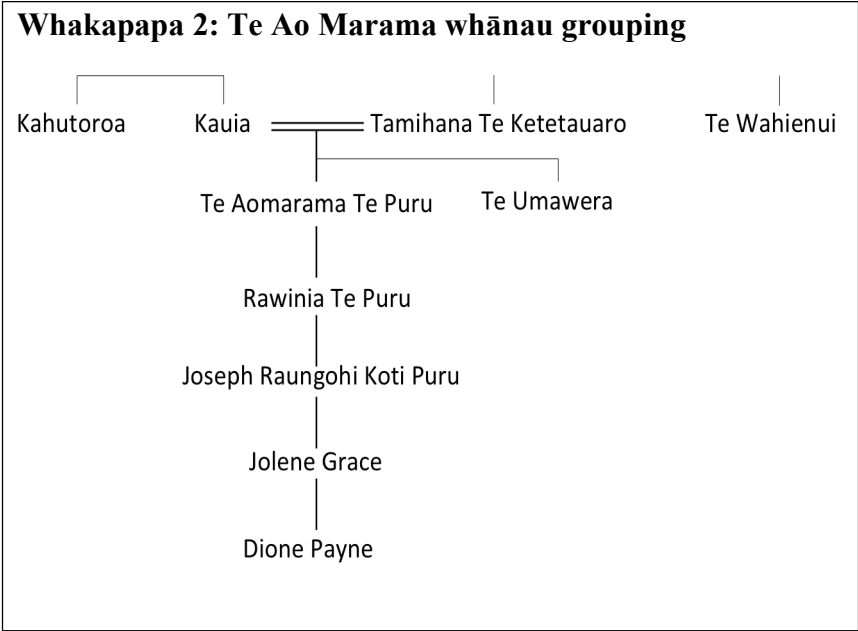 Whakapapa 2: Te Ao Marama whānau grouping
Kahutoroa Kauia Tamihana Te Ketetauaro Te Wahienui
Te Aomarama Te Puru Te Umawera
Rawinia Te Puru
Joseph Raungohi Koti Puru
Jolene Grace
Dione Payne